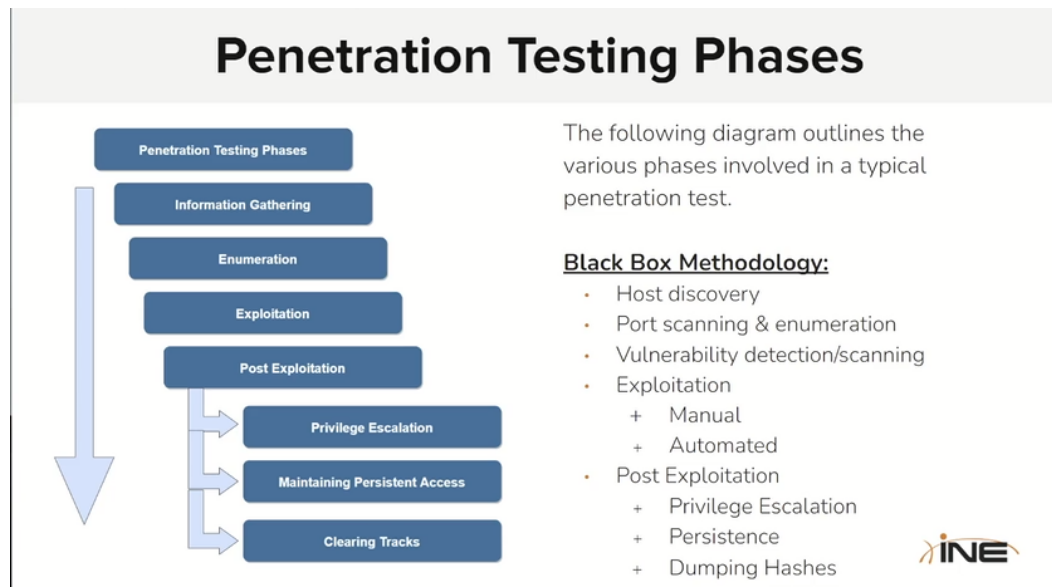 Penetration Testing Phases
Penetration Testing Phases
Information Gathering
Enumeration
Exploitation
Post Exploitation
Privilege Escalation
Maintaining Persistent Access
Clearing Tracks
The following diagram outlines the
various phases involved in a typical
penetration test.
Black Box Methodology:
• Host discovery
• Port scanning & enumeration
• Vulnerability detection/scanning
• Exploitation
+ Manual
+ Automated
• Post Exploitation
+ Privilege Escalation
+ Persistence
+ Dumping Hashes
INE